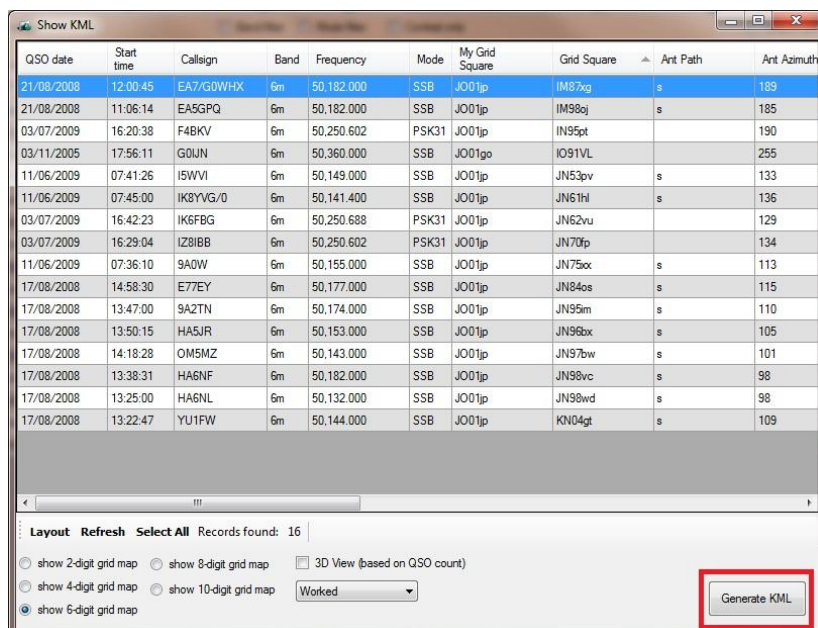 Show KML
QSO date Start time Callsign Band Frequency Mode My Grid Square Grid Square Ant Path Ant Azimuth
21/08/2008 12:00:45 EA7/G0WHX 6m 50,182.000 SSB JO01jp IM87xg s 189
21/08/2008 11:06:14 EA5GPQ 6m 50,182.000 SSB JO01jp IM98oj s 185
03/07/2009 16:20:38 F4BKV 6m 50,250.602 PSK31 JO01jp IN95pt 190
03/11/2005 17:56:11 G0IJN 6m 50,360.000 SSB JO01go IO91VL 255
11/06/2009 07:41:26 I5WVI 6m 50,149.000 SSB JO01jp JN53pv s 133
11/06/2009 07:45:00 IK8YVG/0 6m 50,141.400 SSB JO01jp JN61hl s 136
03/07/2009 16:42:23 IK6FBG 6m 50,250.688 PSK31 JO01jp JN62vu 129
03/07/2009 16:29:04 IZ8IBB 6m 50,250.602 PSK31 JO01jp JN70fp 134
11/06/2009 07:36:10 9A0W 6m 50,155.000 SSB JO01jp JN75xx s 113
17/08/2008 14:58:30 E77EY 6m 50,177.000 SSB JO01jp JN84os s 115
17/08/2008 13:47:00 9A2TN 6m 50,174.000 SSB JO01jp JN95im s 110
17/08/2008 13:50:15 HA5JR 6m 50,153.000 SSB JO01jp JN96bx s 105
17/08/2008 14:18:28 OM5MZ 6m 50,143.000 SSB JO01jp JN97bw s 101
17/08/2008 13:38:31 HA6NF 6m 50,182.000 SSB JO01jp JN98vc s 98
17/08/2008 13:25:00 HA6NL 6m 50,132.000 SSB JO01jp JN98wd s 98
17/08/2008 13:22:47 YU1FW 6m 50,144.000 SSB JO01jp KN04gt s 109
Layout Refresh Select All Records found: 16
show 2-digit grid map show 8-digit grid map 3D View (based on QSO count)
show 4-digit grid map show 10-digit grid map Worked Generate KML
show 6-digit grid map